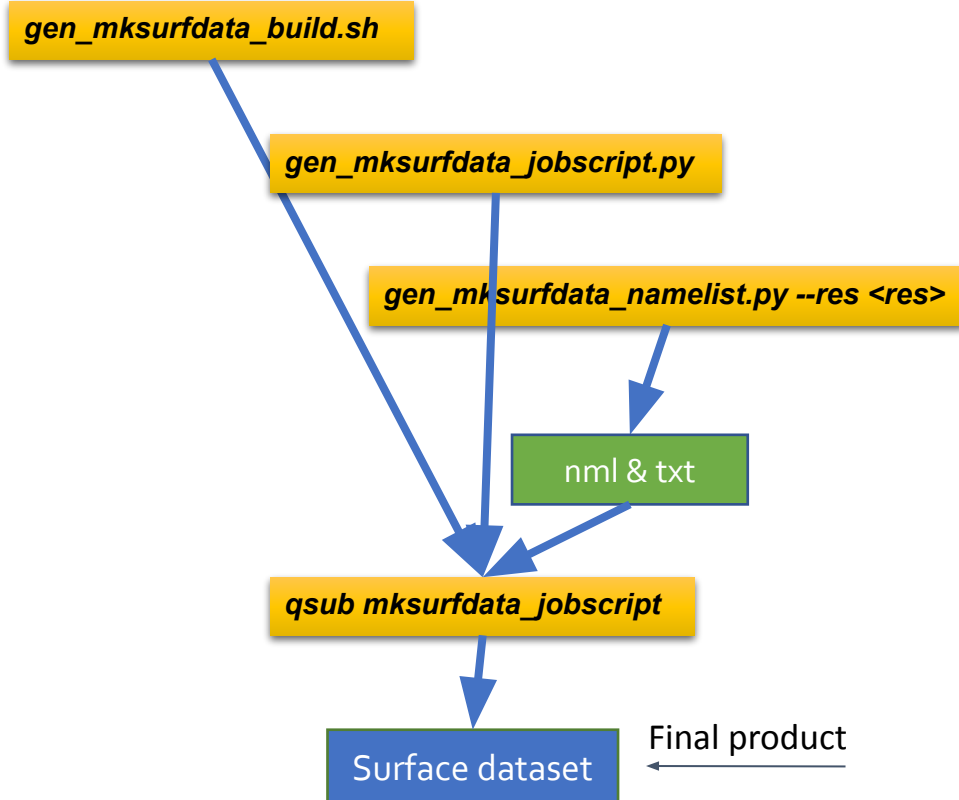 gen_mksurfdata_build.sh
gen_mksurfdata_jobscript.py
gen_mksurfdata_namelist.py --res <res>
nml & txt
qsub mksurfdata_jobscript
Surface dataset
Final product